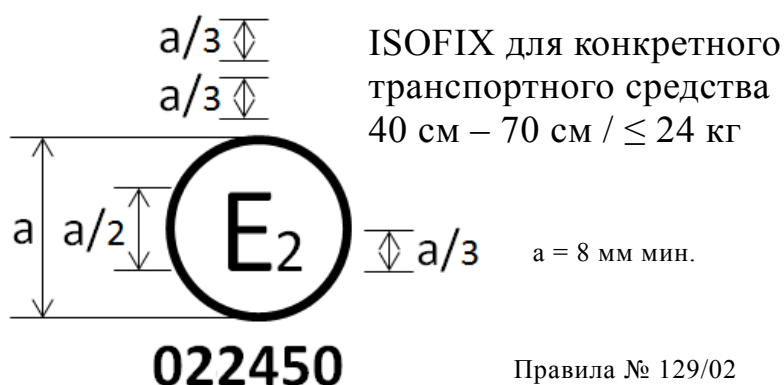 a/3
a/3
ISOFIX для конкретного
транспортного средства
40 см – 70 см / ≤ 24 кг
a
a/2
E2
a/3
a = 8 мм мин.
022450
Правила № 129/02